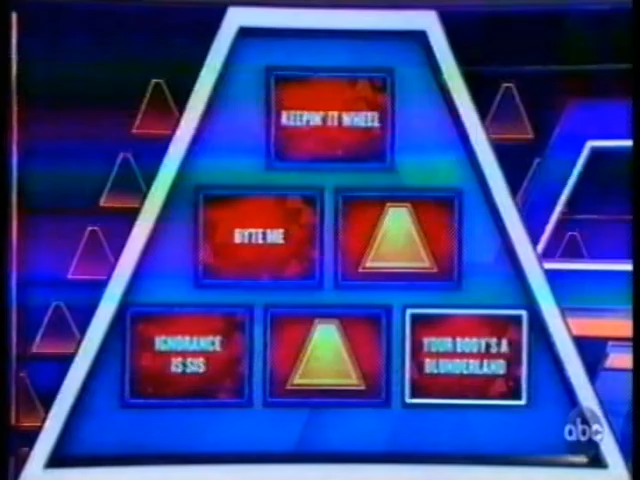 KEEPIN' IT WHEEL
BYTE ME
IGNORANCE
IS SIS
YOUR BODY'S A
BLUNDERLAND
abc